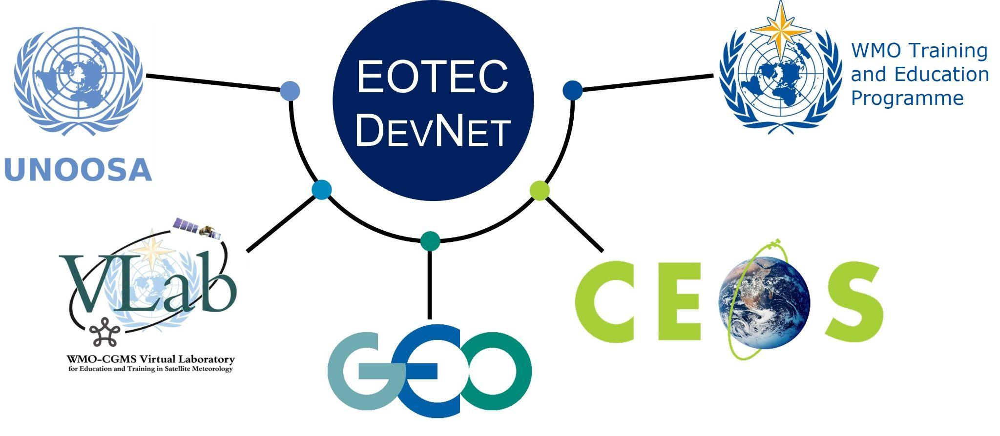 EOTEC
DEVNET
WMO Training
and Education
Programme
UNOOSA
VLab
WMO-CGMS Virtual Laboratory
for Education and Training in Satellite Meteorology
GEO
CEOS